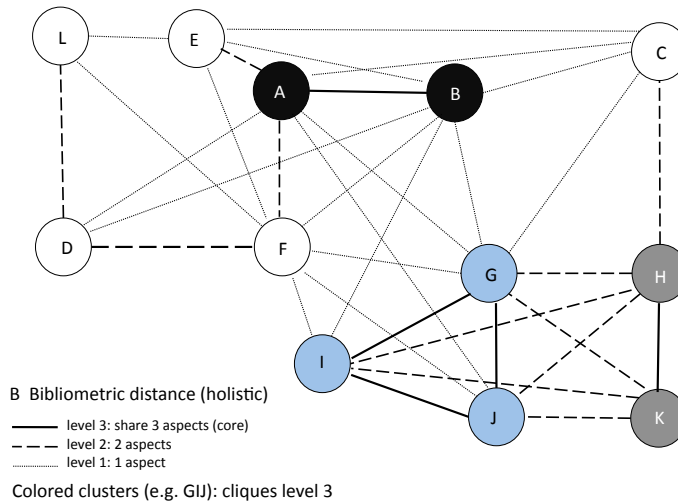 L
E
C
A
B
D
F
G
H
I
J
K
B Bibliometric distance (holistic)
level 3: share 3 aspects (core)
level 2: 2 aspects
level 1: 1 aspect
Colored clusters (e.g. GIJ): cliques level 3